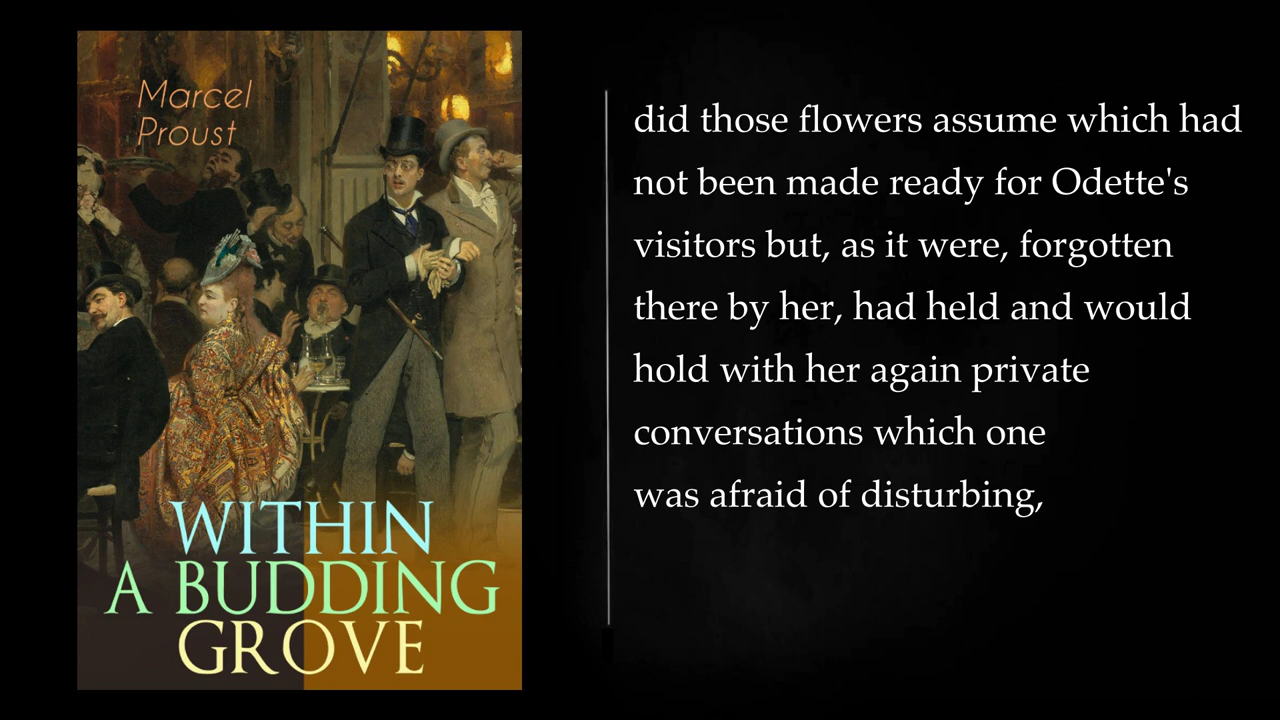 Marcel
Proust
WITHIN
A BUDDING
GROVE
did those flowers assume which had
not been made ready for Odette's
visitors but, as it were, forgotten
there by her, had held and would
hold with her again private
conversations which one
was afraid of disturbing,